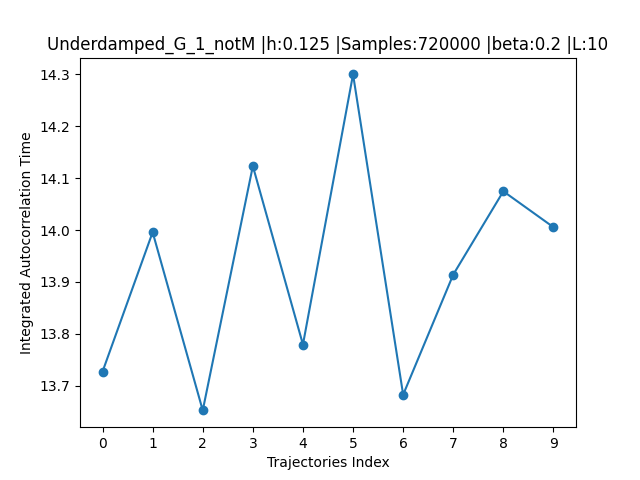 Underdamped_G_1_notM |h:0.125 |Samples:720000 |beta:0.2 |L:10
Integrated Autocorrelation Time
14.3
14.2
14.1
14.0
13.9
13.8
13.7
0 1 2 3 4 5 6 7 8 9
Trajectories Index